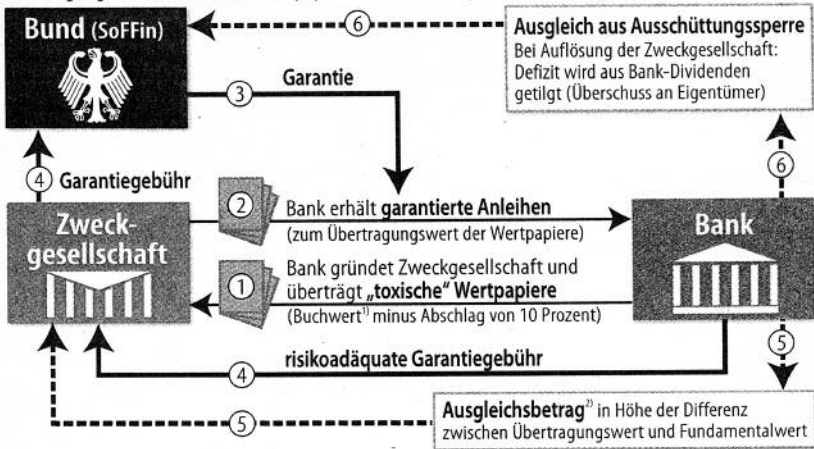 Bund (SoFFin)
3
Garantie
6
Ausgleich aus Ausschüttungssperre
Bei Auflösung der Zweckgesellschaft:
Defizit wird aus Bank-Dividenden
getilgt (Überschuss an Eigentümer)
4 Garantiegebühr
6
Zweck-
gesellschaft
2 Bank erhält garantierte Anleihen
(zum Übertragungswert der Wertpapiere)
1 Bank gründet Zweckgesellschaft und
überträgt „toxische“ Wertpapiere
(Buchwert¹⁾ minus Abschlag von 10 Prozent)
Bank
4
risikoadäquate Garantiegebühr
5
5
Ausgleichsbetrag²⁾ in Höhe der Differenz
zwischen Übertragungswert und Fundamentalwert